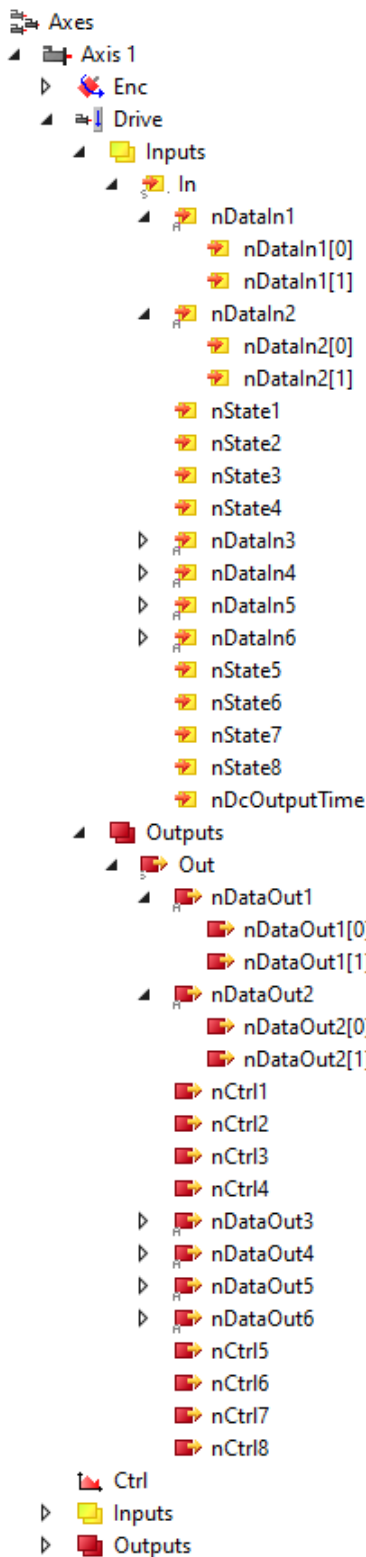 Axes
Axis 1
Enc
Drive
Inputs
In
nDataIn1
nDataIn1[0]
nDataIn1[1]
nDataIn2
nDataIn2[0]
nDataIn2[1]
nState1
nState2
nState3
nState4
nDataIn3
nDataIn4
nDataIn5
nDataIn6
nState5
nState6
nState7
nState8
nDcOutputTime
Outputs
Out
nDataOut1
nDataOut1[0]
nDataOut1[1]
nDataOut2
nDataOut2[0]
nDataOut2[1]
nCtrl1
nCtrl2
nCtrl3
nCtrl4
nDataOut3
nDataOut4
nDataOut5
nDataOut6
nCtrl5
nCtrl6
nCtrl7
nCtrl8
Ctrl
Inputs
Outputs